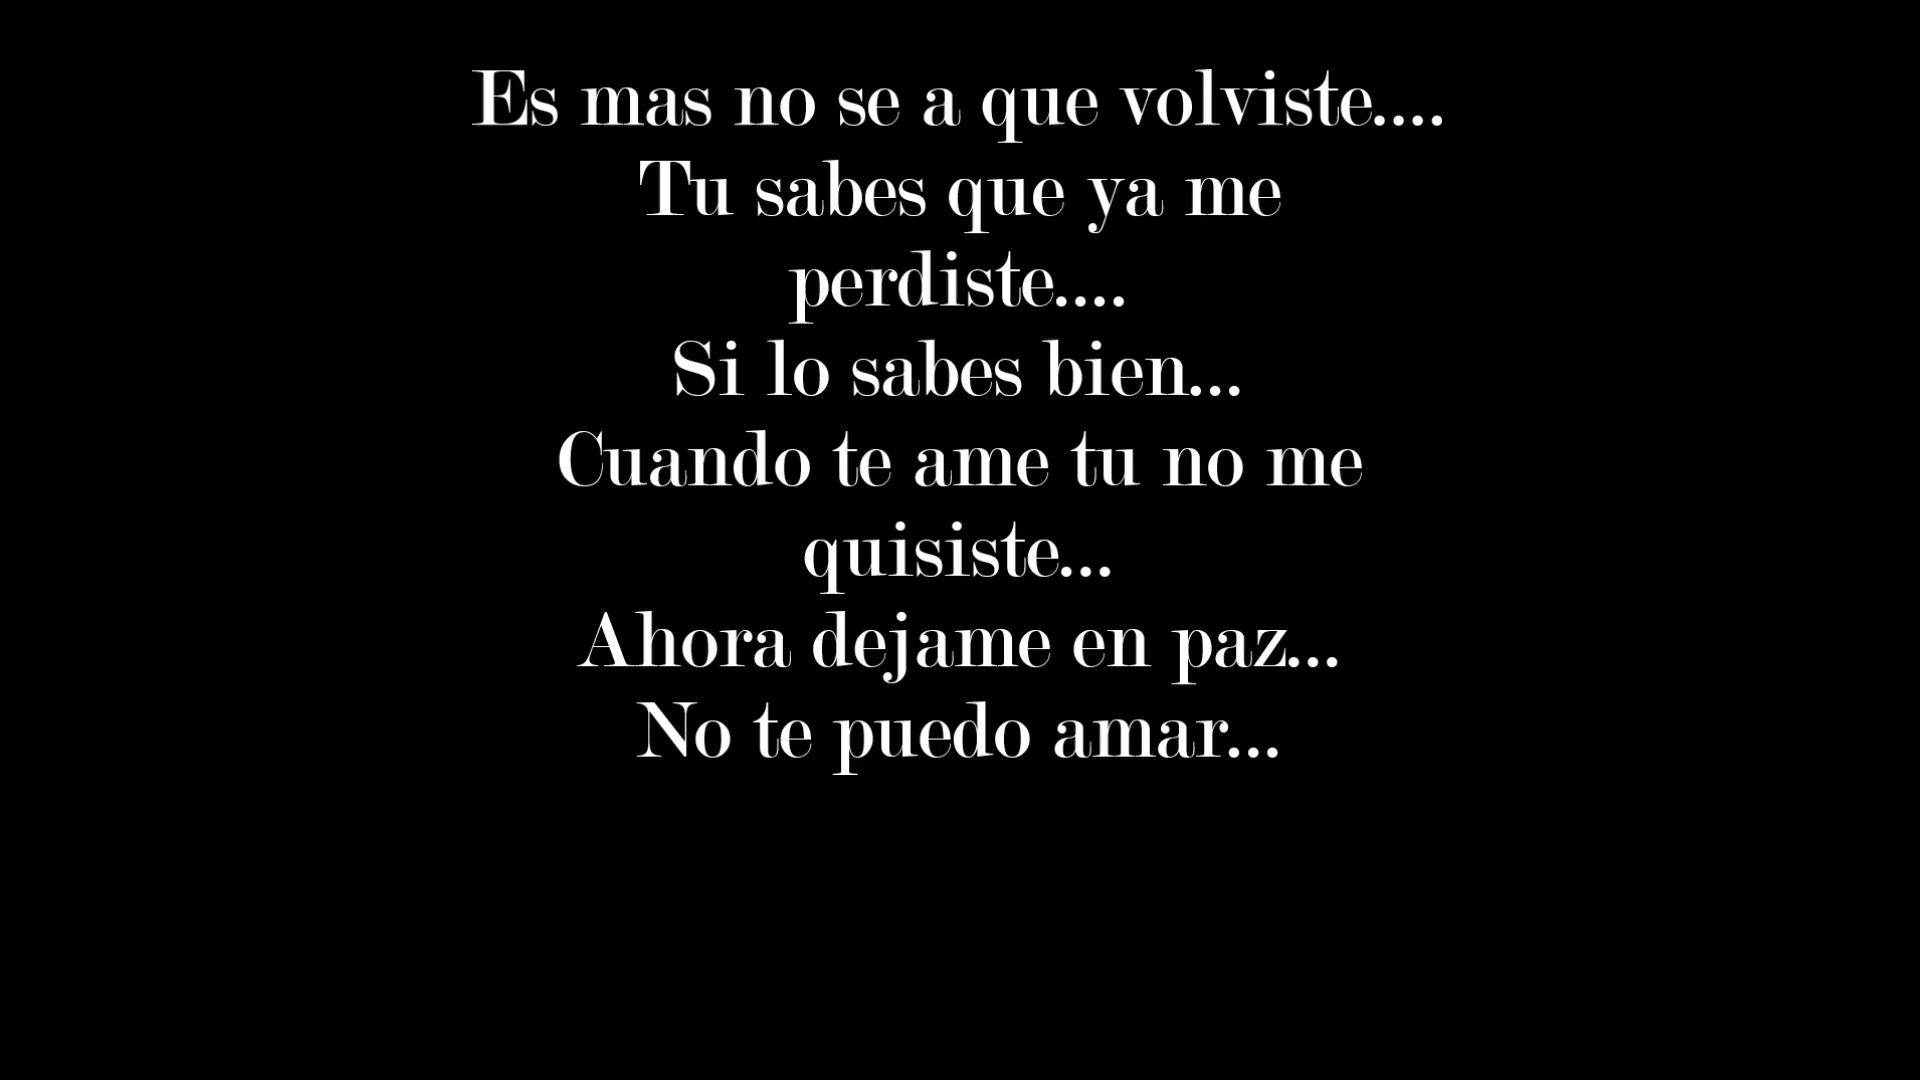 Es mas no se a que volviste....
Tu sabes que ya me
perdiste....
Si lo sabes bien...
Cuando te ame tu no me
quisiste...
Ahora dejame en paz...
No te puedo amar...